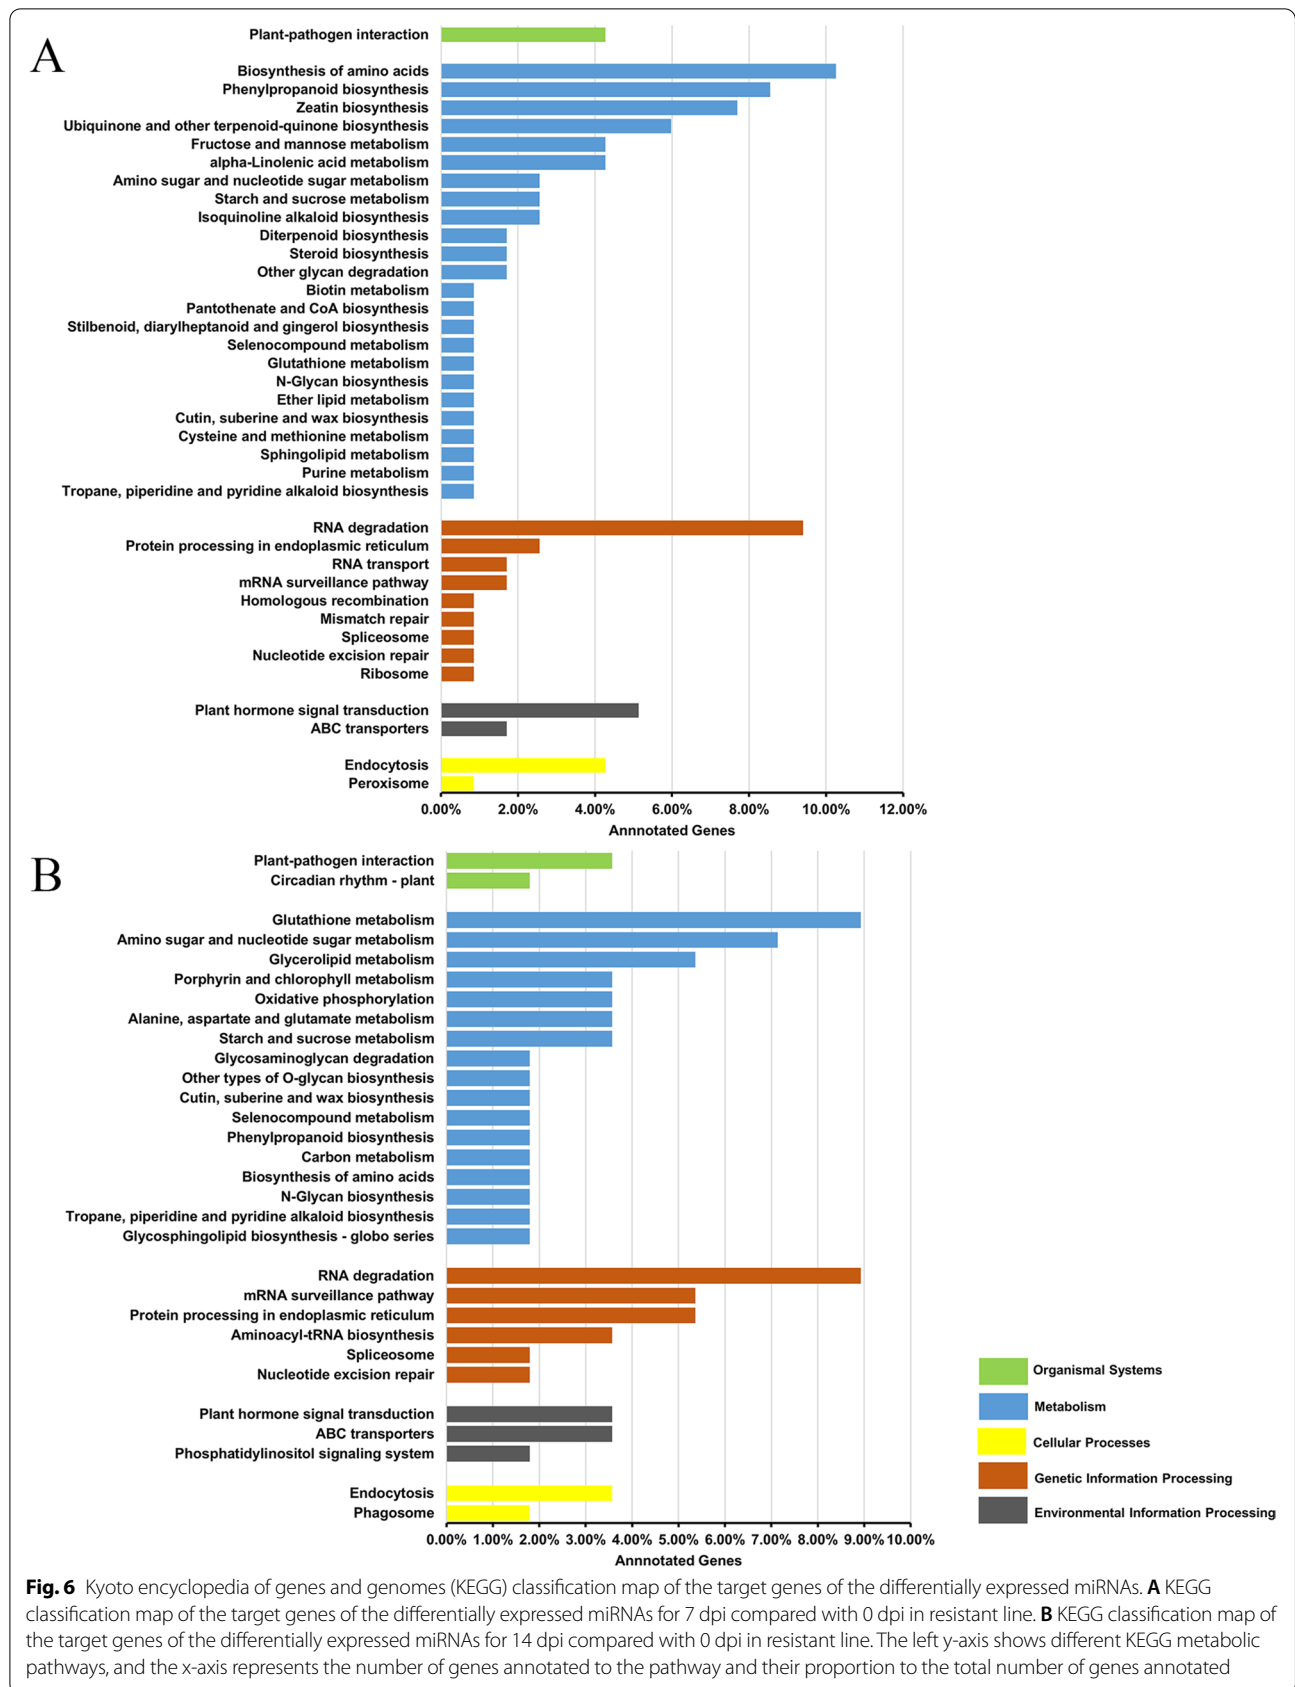 A
Plant-pathogen interaction
Biosynthesis of amino acids
Phenylpropanoid biosynthesis
Zeatin biosynthesis
Ubiquinone and other terpenoid-quinone biosynthesis
Fructose and mannose metabolism
alpha-Linolenic acid metabolism
Amino sugar and nucleotide sugar metabolism
Starch and sucrose metabolism
Isoquinoline alkaloid biosynthesis
Diterpenoid biosynthesis
Steroid biosynthesis
Other glycan degradation
Biotin metabolism
Pantothenate and CoA biosynthesis
Stilbenoid, diarylheptanoid and gingerol biosynthesis
Selenocompound metabolism
Glutathione metabolism
N-Glycan biosynthesis
Ether lipid metabolism
Cutin, suberine and wax biosynthesis
Cysteine and methionine metabolism
Sphingolipid metabolism
Purine metabolism
Tropane, piperidine and pyridine alkaloid biosynthesis
RNA degradation
Protein processing in endoplasmic reticulum
RNA transport
mRNA surveillance pathway
Homologous recombination
Mismatch repair
Spliceosome
Nucleotide excision repair
Ribosome
Plant hormone signal transduction
ABC transporters
Endocytosis
Peroxisome
0.00% 2.00% 4.00% 6.00% 8.00% 10.00% 12.00%
Annnotated Genes
B
Plant-pathogen interaction
Circadian rhythm - plant
Glutathione metabolism
Amino sugar and nucleotide sugar metabolism
Glycerolipid metabolism
Porphyrin and chlorophyll metabolism
Oxidative phosphorylation
Alanine, aspartate and glutamate metabolism
Starch and sucrose metabolism
Glycosaminoglycan degradation
Other types of O-glycan biosynthesis
Cutin, suberine and wax biosynthesis
Selenocompound metabolism
Phenylpropanoid biosynthesis
Carbon metabolism
Biosynthesis of amino acids
N-Glycan biosynthesis
Tropane, piperidine and pyridine alkaloid biosynthesis
Glycosphingolipid biosynthesis - globo series
RNA degradation
mRNA surveillance pathway
Protein processing in endoplasmic reticulum
Aminoacyl-tRNA biosynthesis
Spliceosome
Nucleotide excision repair
Plant hormone signal transduction
ABC transporters
Phosphatidylinositol signaling system
Endocytosis
Phagosome
0.00% 1.00% 2.00% 3.00% 4.00% 5.00% 6.00% 7.00% 8.00% 9.00% 10.00%
Annnotated Genes
Organismal Systems
Metabolism
Cellular Processes
Genetic Information Processing
Environmental Information Processing
Fig. 6 Kyoto encyclopedia of genes and genomes (KEGG) classification map of the target genes of the differentially expressed miRNAs. A KEGG
classification map of the target genes of the differentially expressed miRNAs for 7 dpi compared with 0 dpi in resistant line. B KEGG classification map of
the target genes of the differentially expressed miRNAs for 14 dpi compared with 0 dpi in resistant line. The left y-axis shows different KEGG metabolic
pathways, and the x-axis represents the number of genes annotated to the pathway and their proportion to the total number of genes annotated